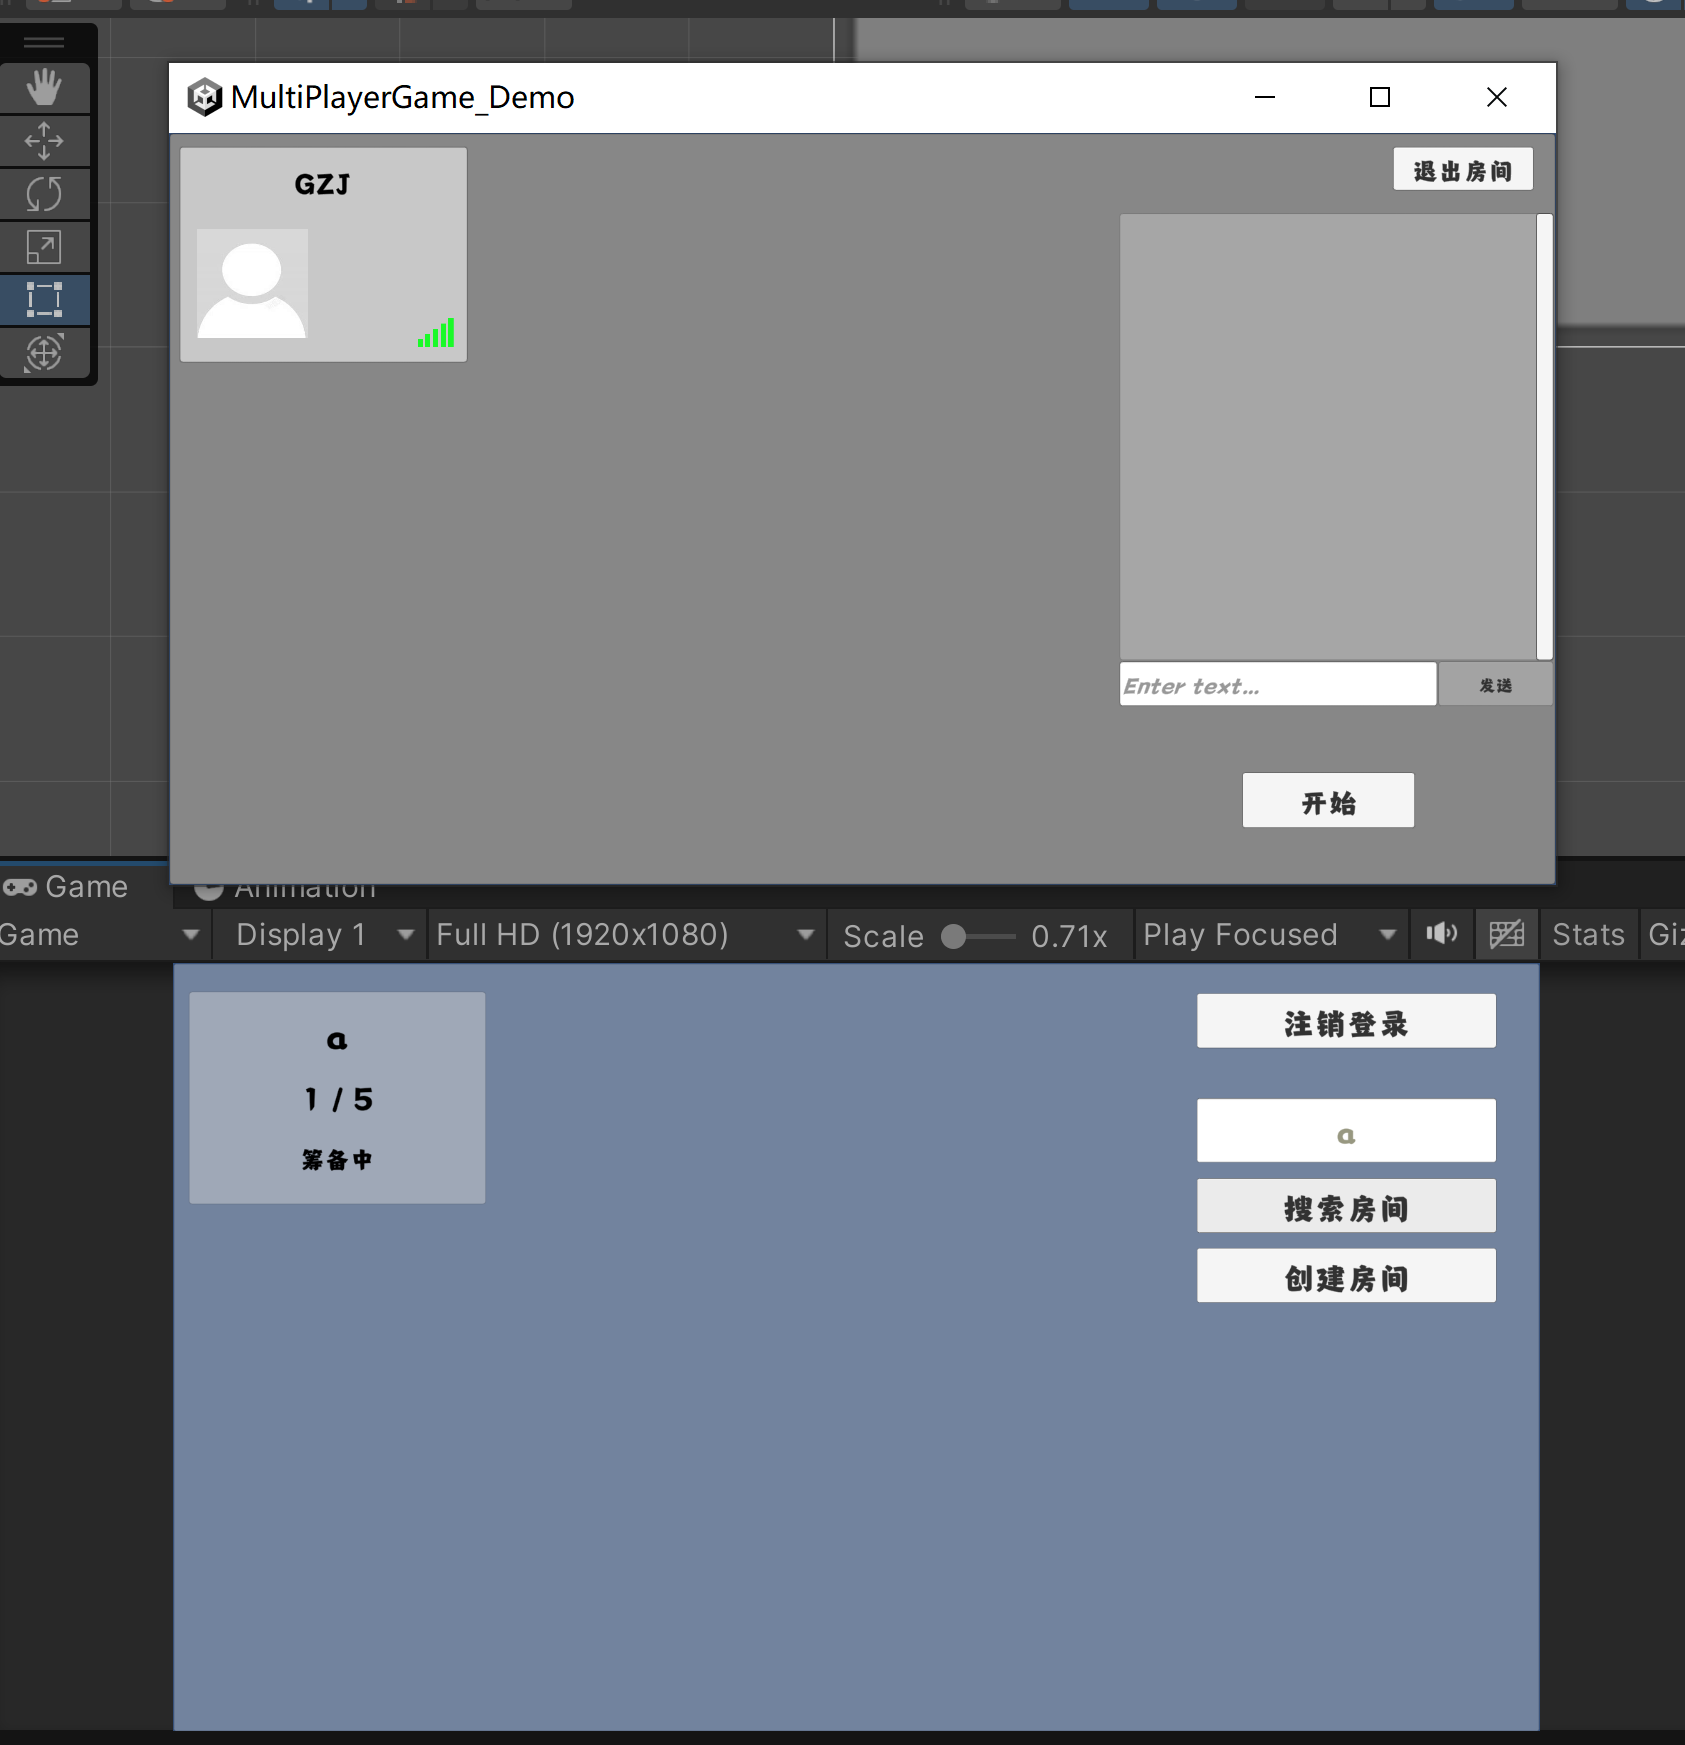 MultiPlayerGame_Demo
GZJ
退出房间
Enter text...
发送
开始
Game
Animation
Game
Display 1
Full HD (1920x1080)
Scale
0.71x
Play Focused
Stats
Giz
a
1 / 5
筹备中
注销登录
a
搜索房间
创建房间